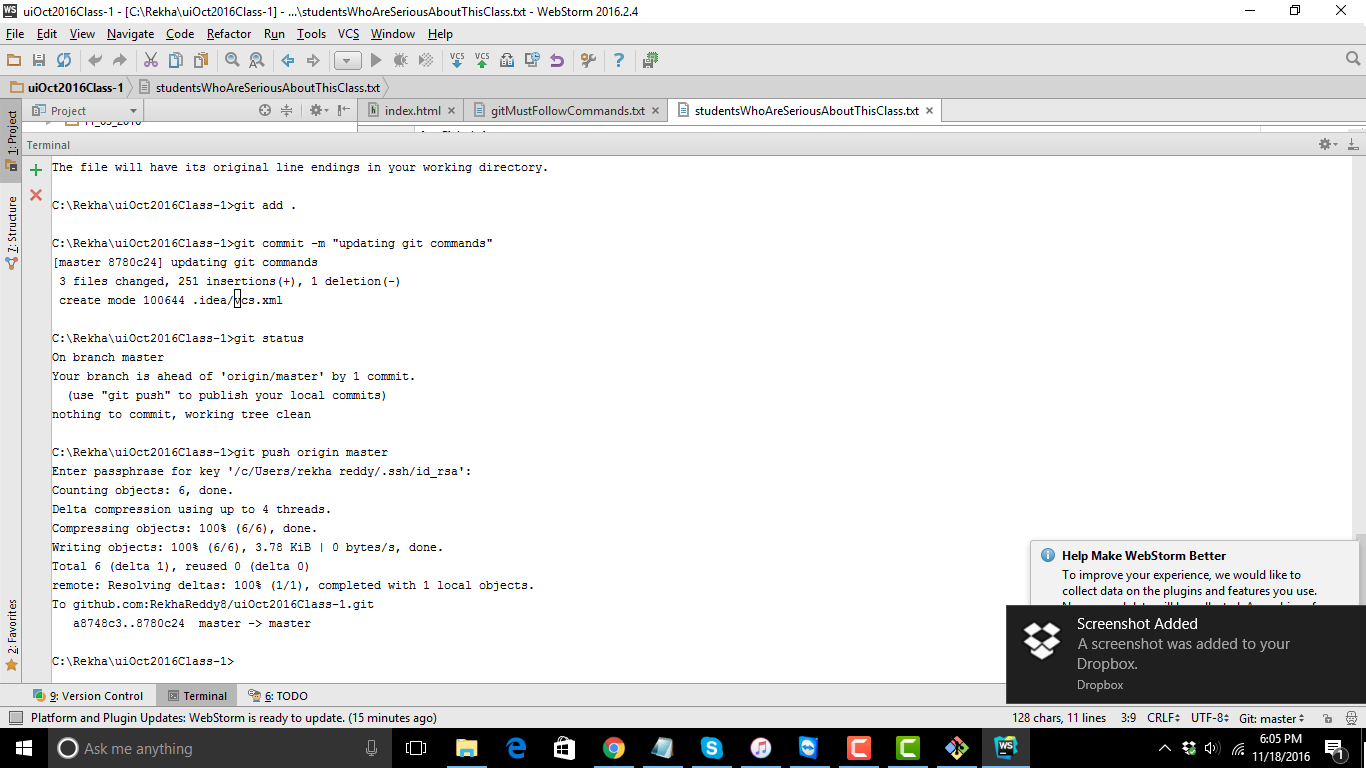 uiOct2016Class-1 - [C:\Rekha\uiOct2016Class-1] - ...\studentsWhoAreSeriousAboutThisClass.txt - WebStorm 2016.2.4
File Edit View Navigate Code Refactor Run Tools VCS Window Help
VCS VCS
uiOct2016Class-1 studentsWhoAreSeriousAboutThisClass.txt
Project index.html gitMustFollowCommands.txt studentsWhoAreSeriousAboutThisClass.txt
1: Project
7: Structure
2: Favorites
Terminal
The file will have its original line endings in your working directory.
C:\Rekha\uiOct2016Class-1>git add .
C:\Rekha\uiOct2016Class-1>git commit -m "updating git commands"
[master 8780c24] updating git commands
3 files changed, 251 insertions(+), 1 deletion(-)
create mode 100644 .idea/vcs.xml
C:\Rekha\uiOct2016Class-1>git status
On branch master
Your branch is ahead of 'origin/master' by 1 commit.
(use "git push" to publish your local commits)
nothing to commit, working tree clean
C:\Rekha\uiOct2016Class-1>git push origin master
Enter passphrase for key '/c/Users/rekha reddy/.ssh/id_rsa':
Counting objects: 6, done.
Delta compression using up to 4 threads.
Compressing objects: 100% (6/6), done.
Writing objects: 100% (6/6), 3.78 KiB | 0 bytes/s, done.
Total 6 (delta 1), reused 0 (delta 0)
remote: Resolving deltas: 100% (1/1), completed with 1 local objects.
To github.com:RekhaReddy8/uiOct2016Class-1.git
a8748c3..8780c24 master -> master
C:\Rekha\uiOct2016Class-1>
Help Make WebStorm Better
To improve your experience, we would like to
collect data on the plugins and features you use.
Screenshot Added
A screenshot was added to your
Dropbox.
Dropbox
9: Version Control Terminal 6: TODO
Platform and Plugin Updates: WebStorm is ready to update. (15 minutes ago) 128 chars, 11 lines 3:9 CRLF UTF-8 Git: master
Ask me anything
6:05 PM
11/18/2016